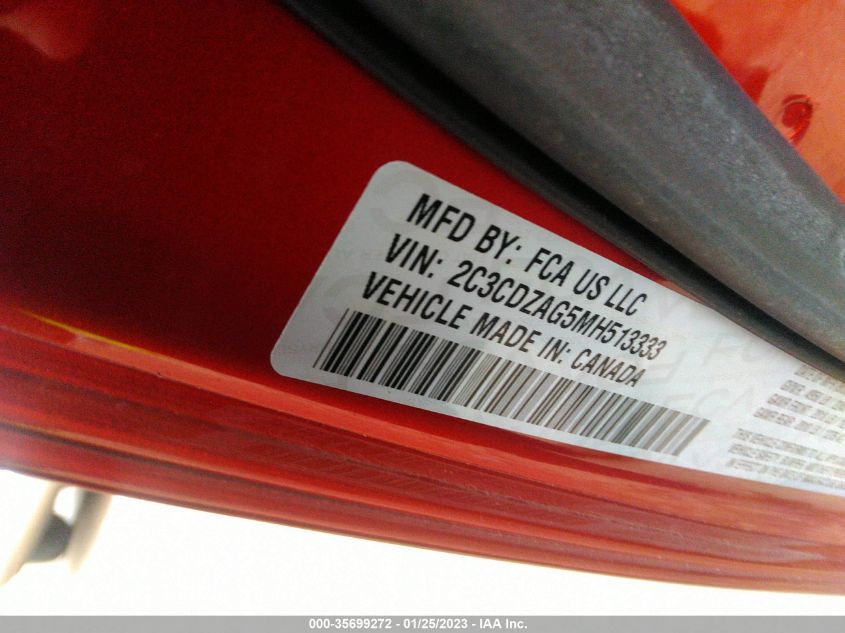 MFD BY: FCA US LLC
VIN: 2C3CDZAG5MH513333
VEHICLE MADE IN: CANADA
000-35699272 - 01/25/2023 - IAA Inc.